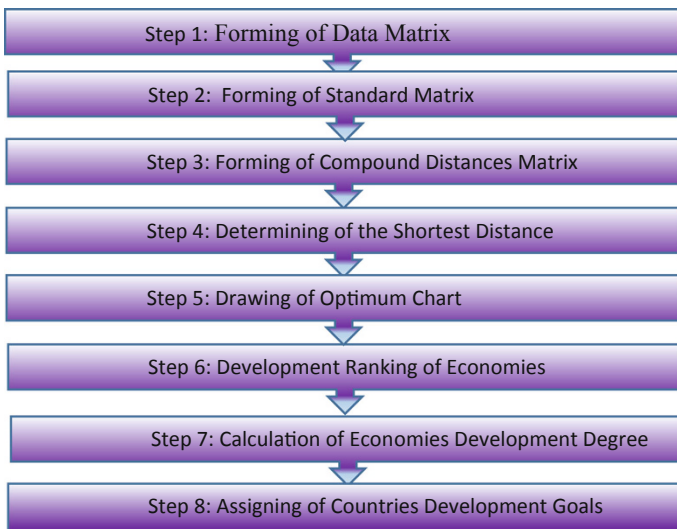 Step 1: Forming of Data Matrix
Step 2:  Forming of Standard Matrix
Step 3: Forming of Compound Distances Matrix
Step 4: Determining of the Shortest Distance
Step 5: Drawing of Optimum Chart
Step 6: Development Ranking of Economies
Step 7: Calculation of Economies Development Degree
Step 8: Assigning of Countries Development Goals